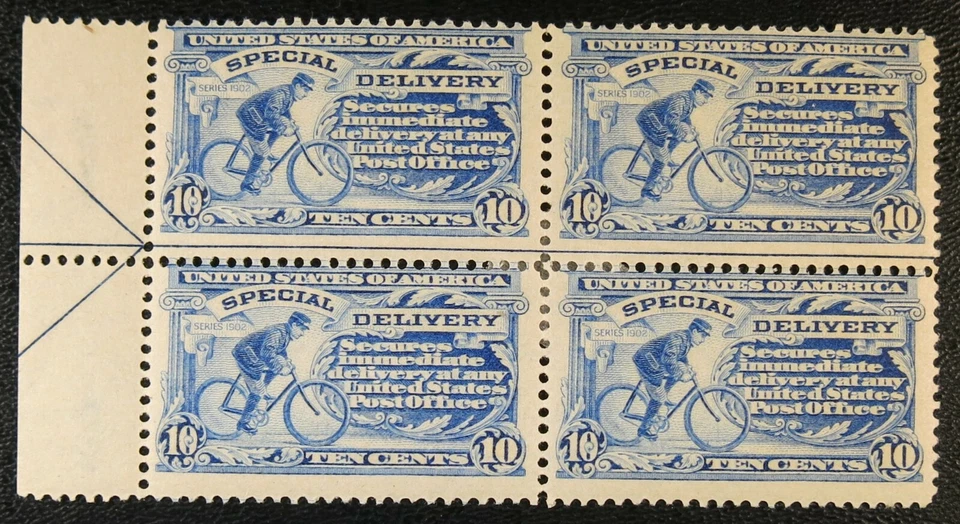 UNITED STATES OF AMERICA
SPECIAL DELIVERY
SERIES 1902
Secures
immediate
delivery at any
United States
Post Office
10 TEN CENTS 10
UNITED STATES OF AMERICA
SPECIAL DELIVERY
SERIES 1902
Secures
immediate
delivery at any
United States
Post Office
10 TEN CENTS 10
UNITED STATES OF AMERICA
SPECIAL DELIVERY
SERIES 1902
Secures
immediate
delivery at any
United States
Post Office
10 TEN CENTS 10
UNITED STATES OF AMERICA
SPECIAL DELIVERY
SERIES 1902
Secures
immediate
delivery at any
United States
Post Office
10 TEN CENTS 10